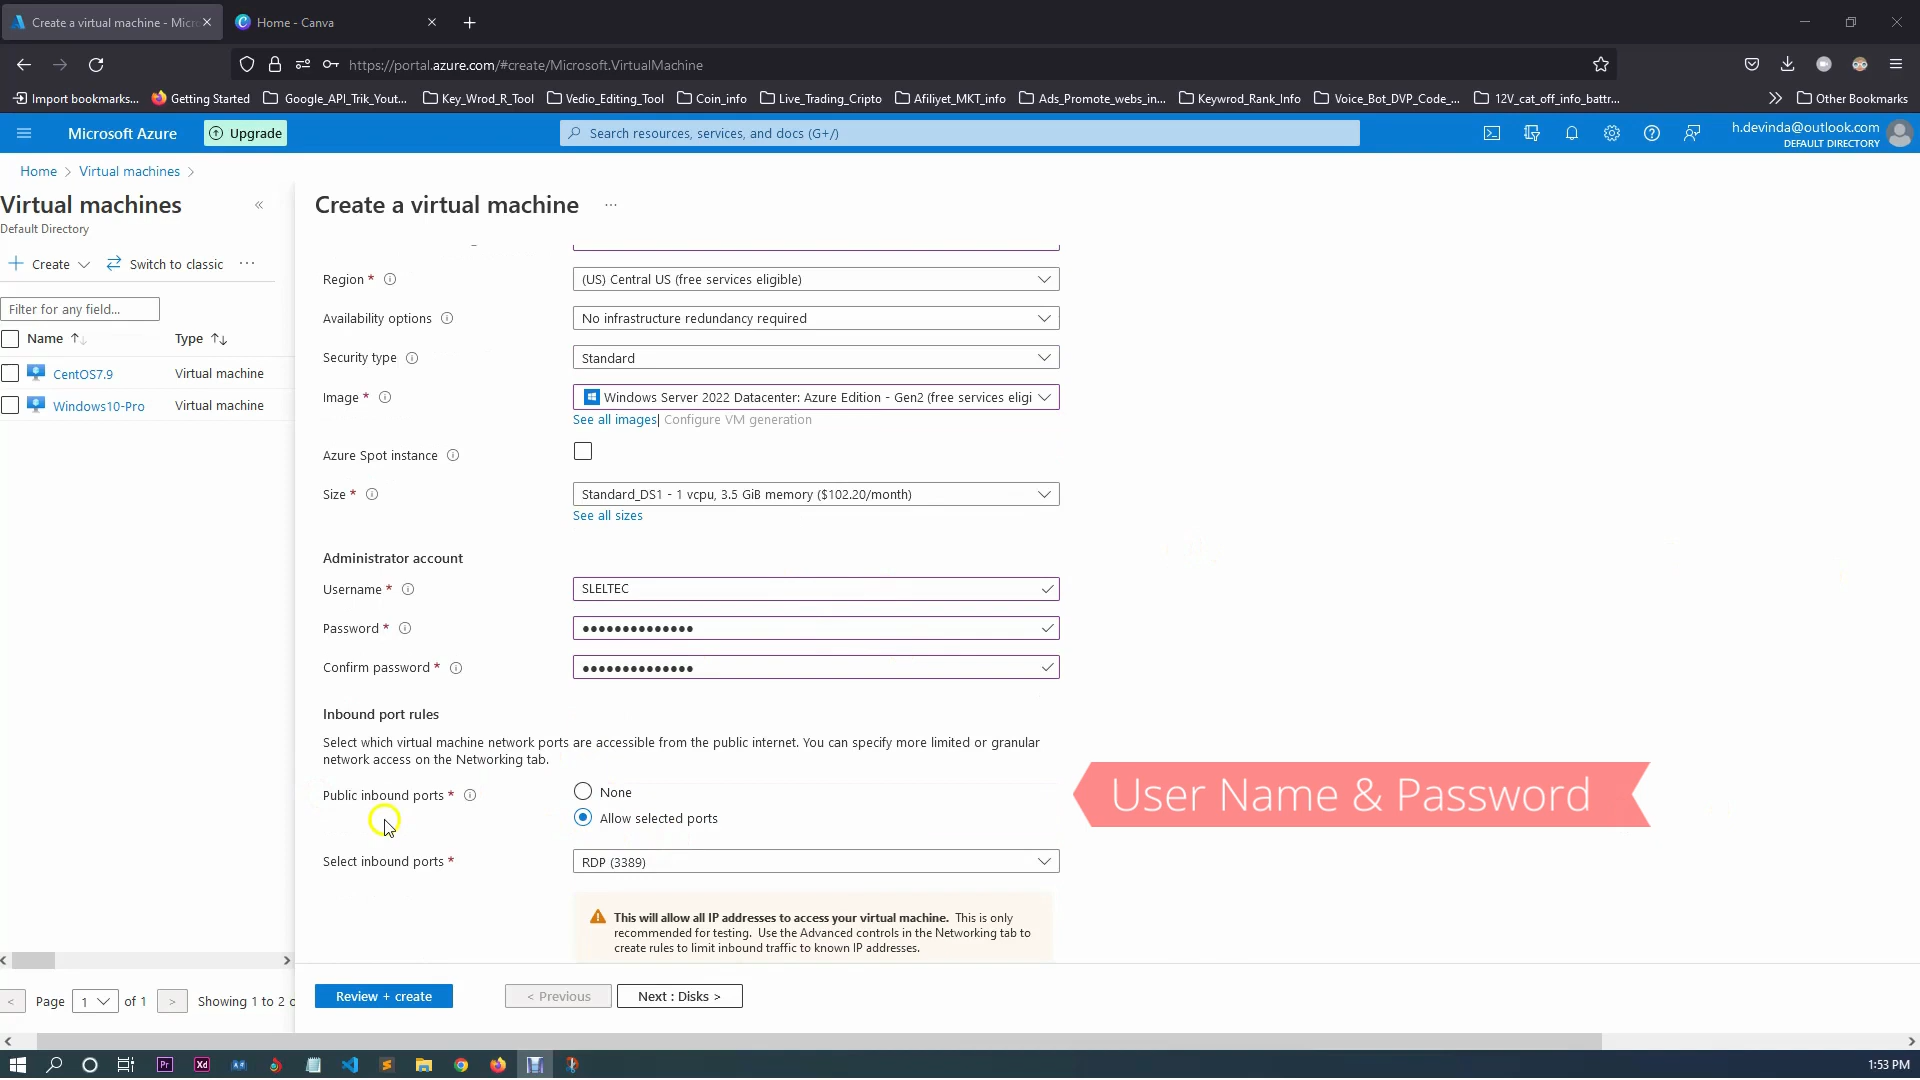 Create a virtual machine - Micr
Home - Canva
https://portal.azure.com/#create/Microsoft.VirtualMachine
Import bookmarks...
Getting Started
Google_API_Trik_Yout...
Key_Wrod_R_Tool
Vedio_Editing_Tool
Coin_info
Live_Trading_Cripto
Afiliyet_MKT_info
Ads_Promote_webs_in...
Keywrod_Rank_Info
Voice_Bot_DVP_Code_...
12V_cat_off_info_battr...
Other Bookmarks
Microsoft Azure
Upgrade
Search resources, services, and docs (G+/)
h.devinda@outlook.com
DEFAULT DIRECTORY
Home > Virtual machines >
Virtual machines
Default Directory
Create
Switch to classic
Filter for any field...
Name
Type
CentOS7.9
Virtual machine
Windows10-Pro
Virtual machine
< Page 1 of 1 > Showing 1 to 2 o
Create a virtual machine
Region *
(US) Central US (free services eligible)
Availability options
No infrastructure redundancy required
Security type
Standard
Image *
Windows Server 2022 Datacenter: Azure Edition - Gen2 (free services eligi
See all images | Configure VM generation
Azure Spot instance
Size *
Standard_DS1 - 1 vcpu, 3.5 GiB memory ($102.20/month)
See all sizes
Administrator account
Username *
SLELTEC
Password *
••••••••••••••
Confirm password *
••••••••••••••
Inbound port rules
Select which virtual machine network ports are accessible from the public internet. You can specify more limited or granular
network access on the Networking tab.
Public inbound ports *
None
Allow selected ports
Select inbound ports *
RDP (3389)
This will allow all IP addresses to access your virtual machine. This is only
recommended for testing. Use the Advanced controls in the Networking tab to
create rules to limit inbound traffic to known IP addresses.
Review + create
< Previous
Next : Disks >
User Name & Password
Pr
Xd
1:53 PM